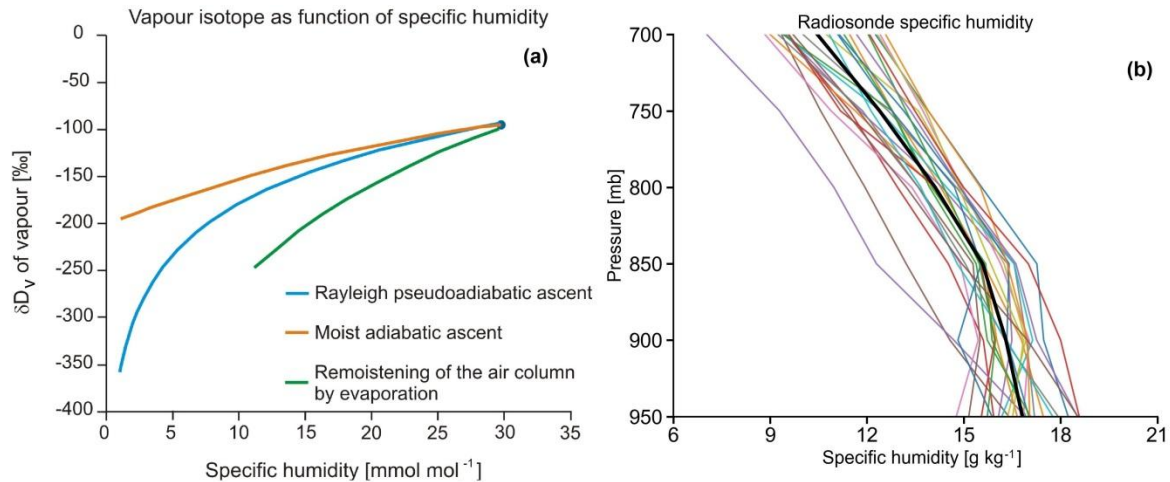 Vapour isotope as function of specific humidity
(a)
0
-50
-100
-150
-200
-250
-300
-350
-400
δDv of vapour [‰]
Rayleigh pseudoadiabatic ascent
Moist adiabatic ascent
Remoistening of the air column
by evaporation
0 5 10 15 20 25 30 35
Specific humidity [mmol mol⁻¹]
Radiosonde specific humidity
(b)
700
750
800
850
900
950
Pressure [mb]
6 9 12 15 18 21
Specific humidity [g kg⁻¹]